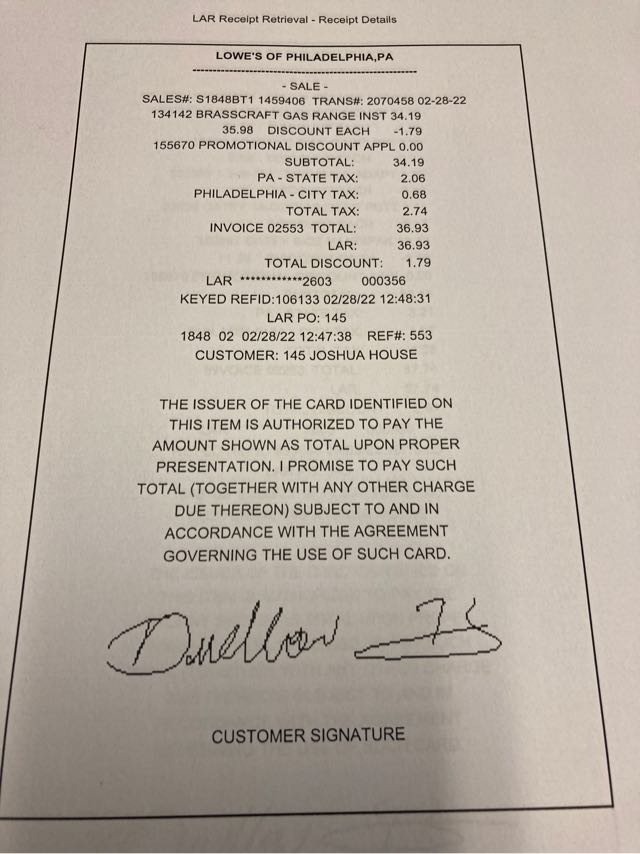 LAR Receipt Retrieval - Receipt Details
LOWE'S OF PHILADELPHIA,PA
--------------------------------------------------------
- SALE -
SALES#: S1848BT1 1459406 TRANS#: 2070458 02-28-22
134142 BRASSCRAFT GAS RANGE INST 34.19
35.98 DISCOUNT EACH -1.79
155670 PROMOTIONAL DISCOUNT APPL 0.00
SUBTOTAL: 34.19
PA - STATE TAX: 2.06
PHILADELPHIA - CITY TAX: 0.68
TOTAL TAX: 2.74
INVOICE 02553 TOTAL: 36.93
LAR: 36.93
TOTAL DISCOUNT: 1.79
LAR ************2603 000356
KEYED REFID:106133 02/28/22 12:48:31
LAR PO: 145
1848 02 02/28/22 12:47:38 REF#: 553
CUSTOMER: 145 JOSHUA HOUSE
THE ISSUER OF THE CARD IDENTIFIED ON
THIS ITEM IS AUTHORIZED TO PAY THE
AMOUNT SHOWN AS TOTAL UPON PROPER
PRESENTATION. I PROMISE TO PAY SUCH
TOTAL (TOGETHER WITH ANY OTHER CHARGE
DUE THEREON) SUBJECT TO AND IN
ACCORDANCE WITH THE AGREEMENT
GOVERNING THE USE OF SUCH CARD.
CUSTOMER SIGNATURE